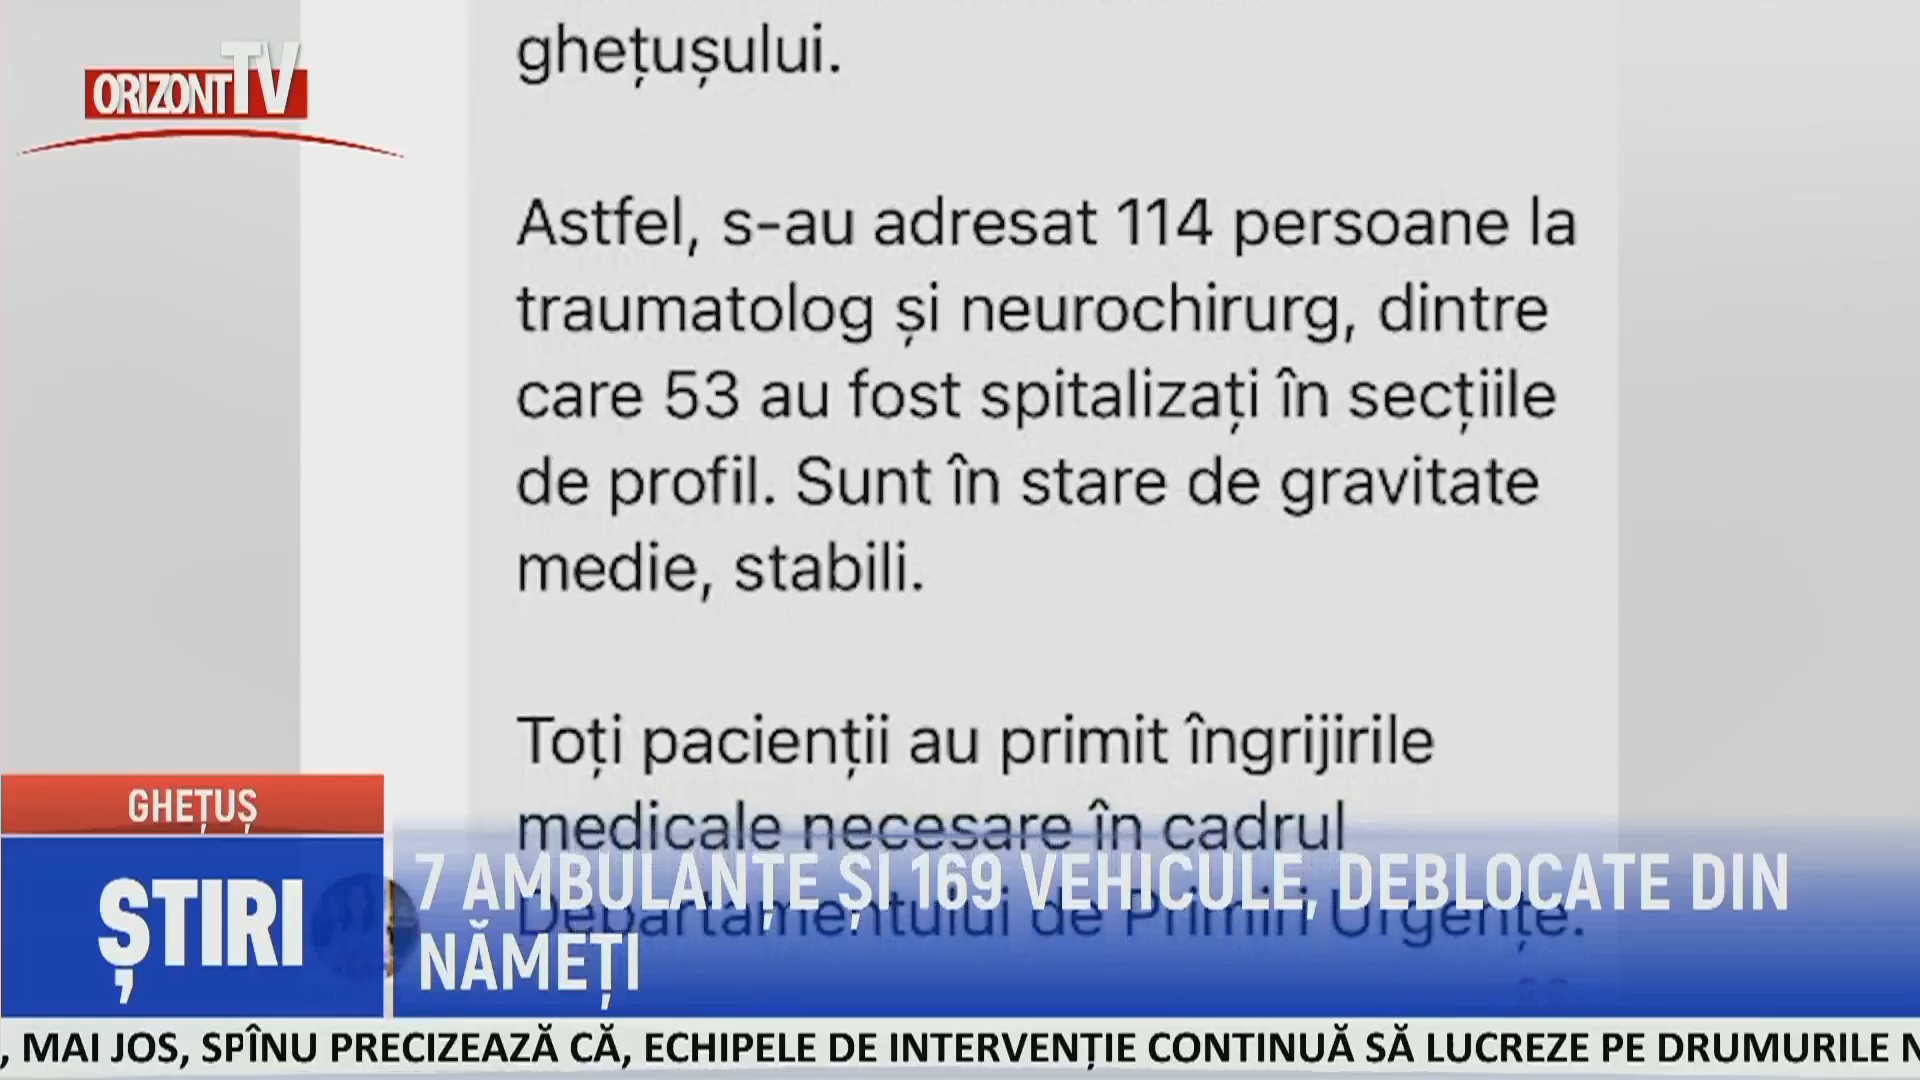 ORIZONT TV
ghețușului.
Astfel, s-au adresat 114 persoane la
traumatolog și neurochirurg, dintre
care 53 au fost spitalizați în secțiile
de profil. Sunt în stare de gravitate
medie, stabili.
Toți pacienții au primit îngrijirile
medicale necesare în cadrul
Departamentului de Primiri Urgențe.
GHEȚUȘ
ȘTIRI
7 AMBULANȚE ȘI 169 VEHICULE, DEBLOCATE DIN
NĂMEȚI
, MAI JOS, SPÎNU PRECIZEAZĂ CĂ, ECHIPELE DE INTERVENȚIE CONTINUĂ SĂ LUCREZE PE DRUMURILE